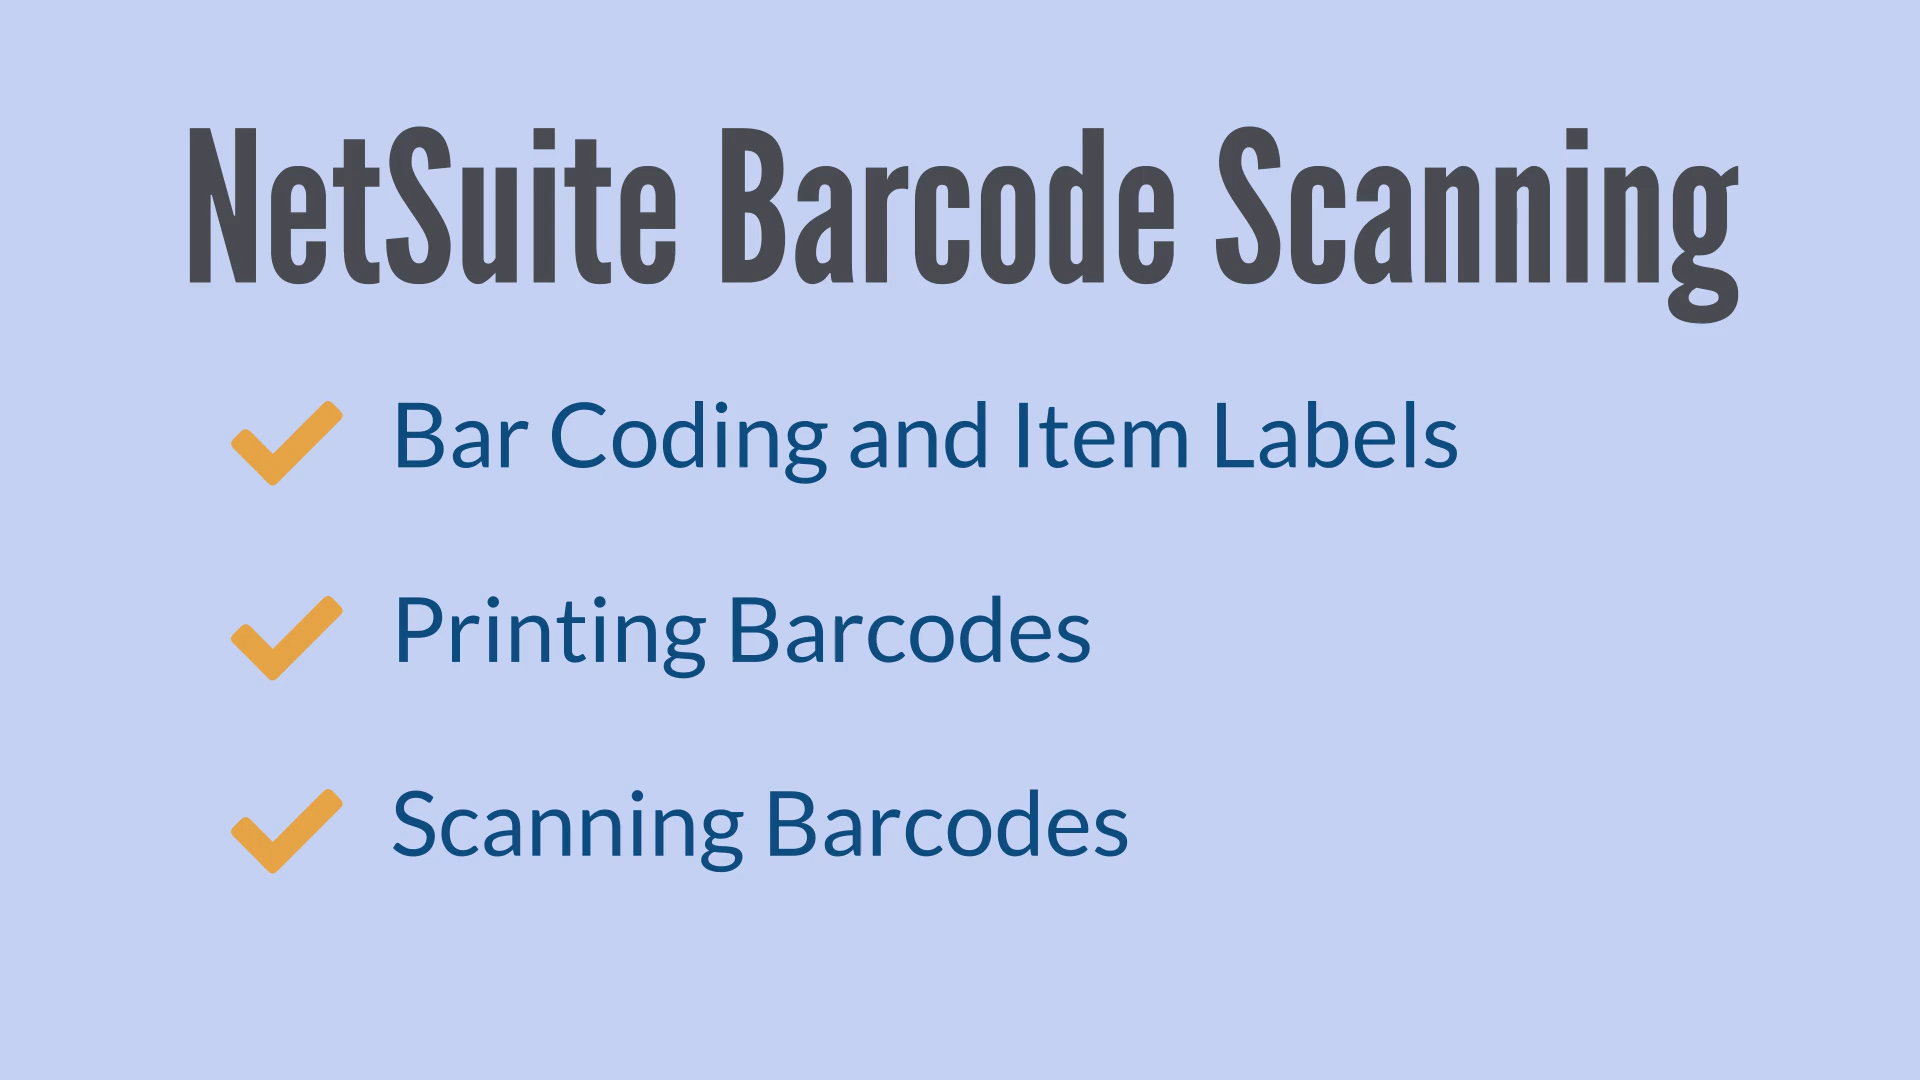 NetSuite Barcode Scanning
Bar Coding and Item Labels
Printing Barcodes
Scanning Barcodes